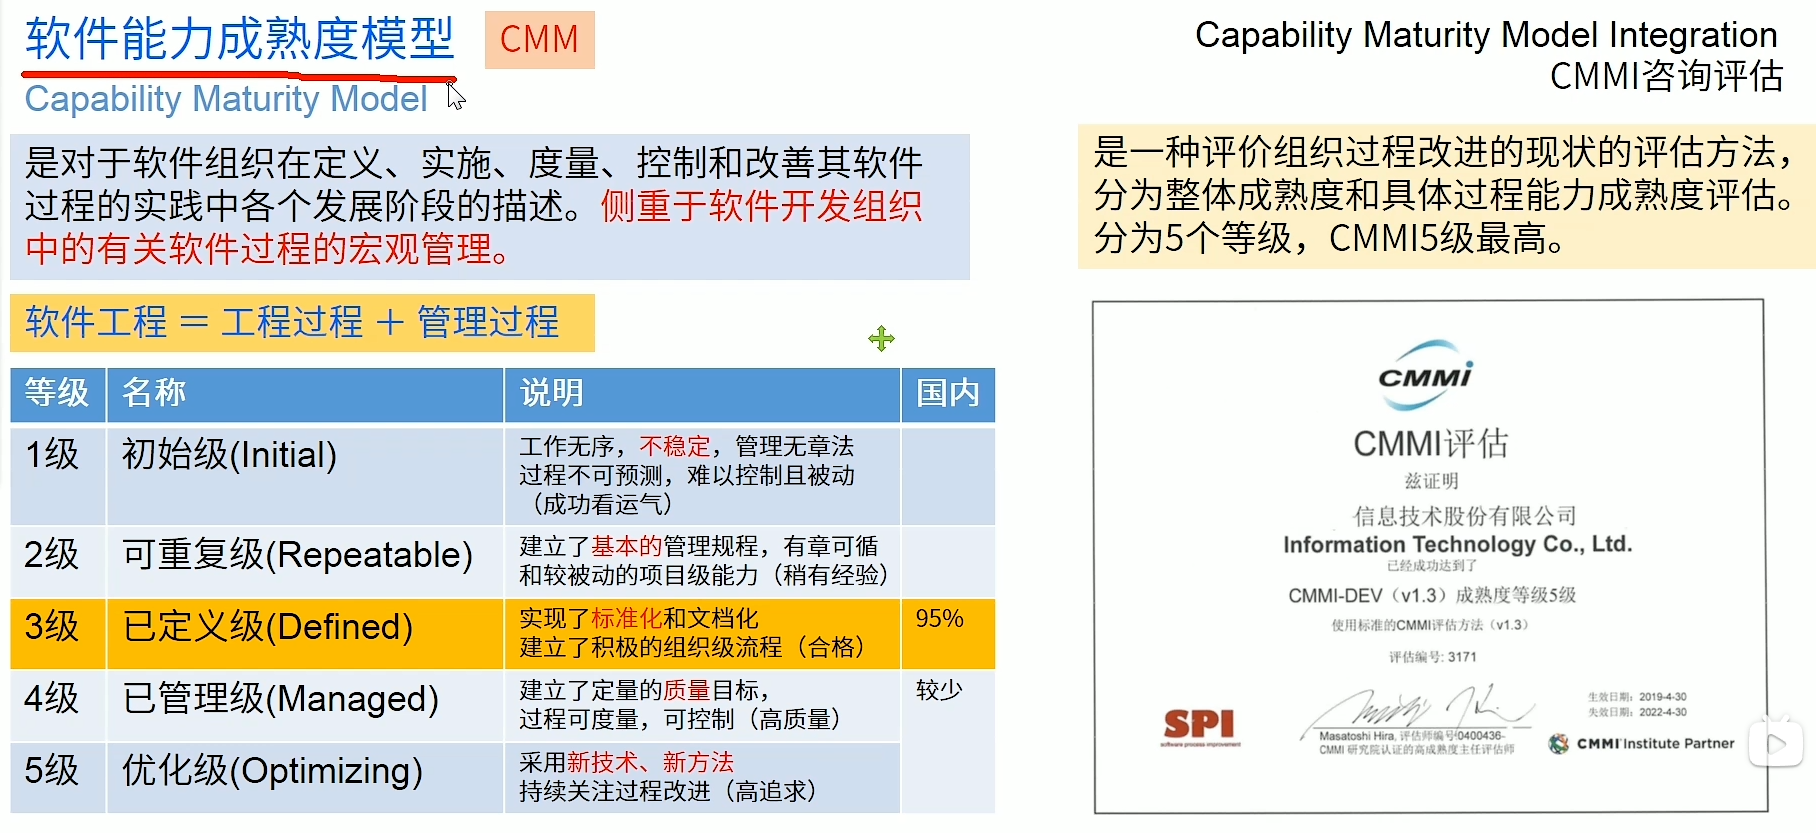 软件能力成熟度模型
CMM
Capability Maturity Model
是对于软件组织在定义、实施、度量、控制和改善其软件
过程的实践中各个发展阶段的描述。侧重于软件开发组织
中的有关软件过程的宏观管理。
软件工程 ＝ 工程过程 ＋ 管理过程
等级 名称 说明 国内
1级 初始级(Initial)
工作无序，不稳定，管理无章法
过程不可预测，难以控制且被动
（成功看运气）
2级 可重复级(Repeatable)
建立了基本的管理规程，有章可循
和较被动的项目级能力（稍有经验）
3级 已定义级(Defined)
实现了标准化和文档化
建立了积极的组织级流程（合格）
95%
4级 已管理级(Managed)
建立了定量的质量目标，
过程可度量，可控制（高质量）
较少
5级 优化级(Optimizing)
采用新技术、新方法
持续关注过程改进（高追求）
Capability Maturity Model Integration
CMMI咨询评估
是一种评价组织过程改进的现状的评估方法，
分为整体成熟度和具体过程能力成熟度评估。
分为5个等级，CMMI5级最高。
CMMI
CMMI评估
兹证明
信息技术股份有限公司
Information Technology Co., Ltd.
已经成功达到了
CMMI-DEV（v1.3）成熟度等级5级
使用标准的CMMI评估方法（v1.3）
评估编号: 3171
生效日期：2019-4-30
失效日期：2022-4-30
SPI
software process improvement
Masatoshi Hira, 评估师编号0400436-
CMMI 研究院认证的高成熟度主任评估师
CMMI Institute Partner